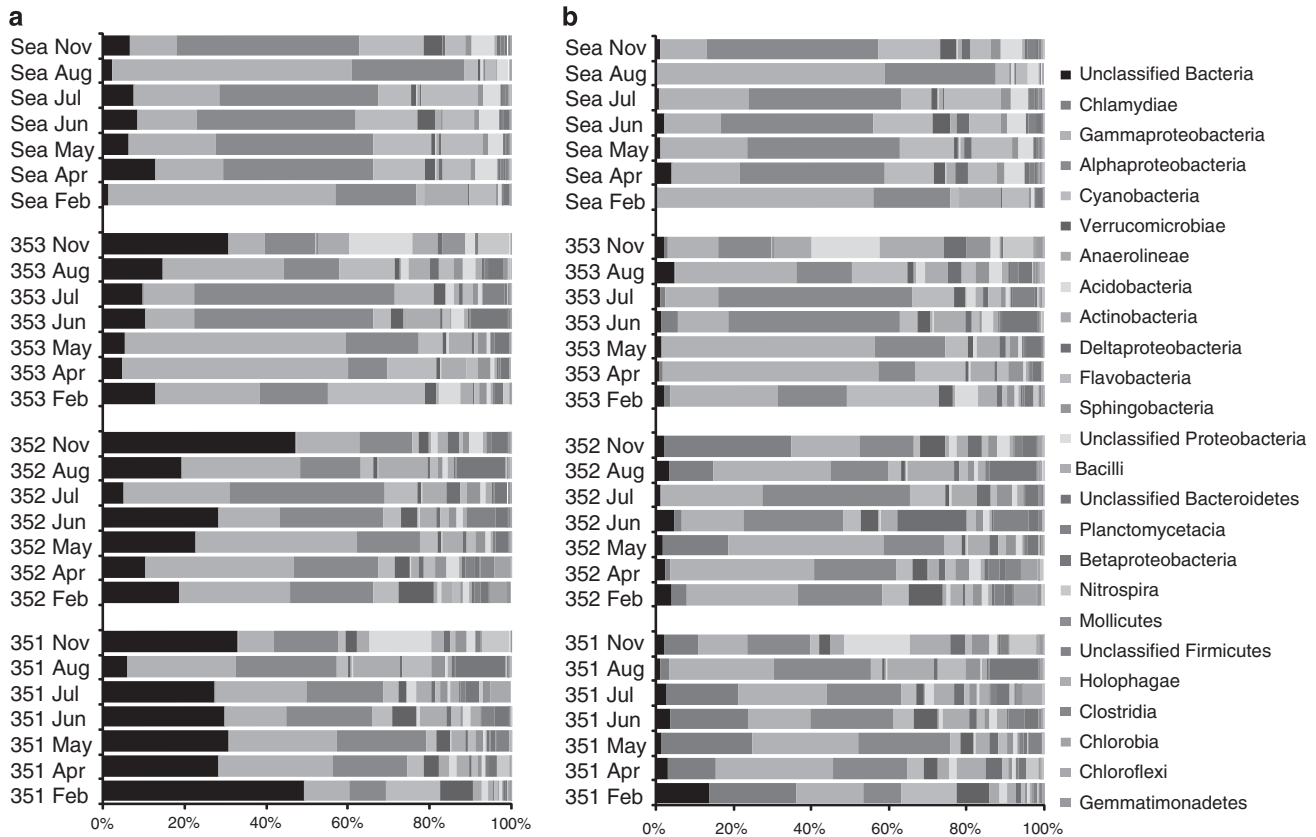 a
Sea Nov
Sea Aug
Sea Jul
Sea Jun
Sea May
Sea Apr
Sea Feb
353 Nov
353 Aug
353 Jul
353 Jun
353 May
353 Apr
353 Feb
352 Nov
352 Aug
352 Jul
352 Jun
352 May
352 Apr
352 Feb
351 Nov
351 Aug
351 Jul
351 Jun
351 May
351 Apr
351 Feb
0% 20% 40% 60% 80% 100%
b
Sea Nov
Sea Aug
Sea Jul
Sea Jun
Sea May
Sea Apr
Sea Feb
353 Nov
353 Aug
353 Jul
353 Jun
353 May
353 Apr
353 Feb
352 Nov
352 Aug
352 Jul
352 Jun
352 May
352 Apr
352 Feb
351 Nov
351 Aug
351 Jul
351 Jun
351 May
351 Apr
351 Feb
0% 20% 40% 60% 80% 100%
Unclassified Bacteria
Chlamydiae
Gammaproteobacteria
Alphaproteobacteria
Cyanobacteria
Verrucomicrobiae
Anaerolineae
Acidobacteria
Actinobacteria
Deltaproteobacteria
Flavobacteria
Sphingobacteria
Unclassified Proteobacteria
Bacilli
Unclassified Bacteroidetes
Planctomycetacia
Betaproteobacteria
Nitrospira
Mollicutes
Unclassified Firmicutes
Holophagae
Clostridia
Chlorobia
Chloroflexi
Gemmatimonadetes